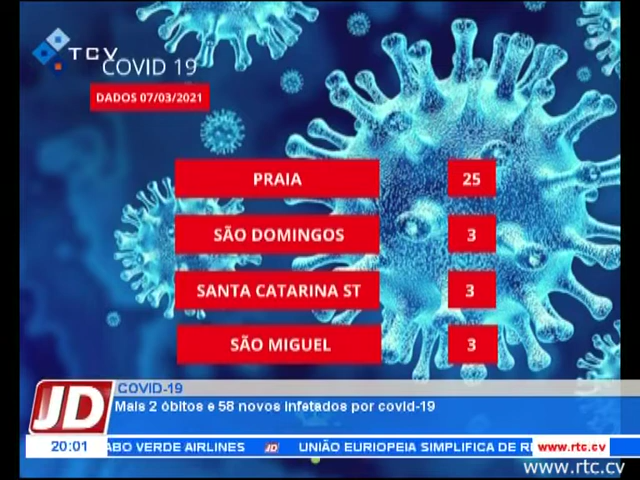 TCV
COVID 19
DADOS 07/03/2021
PRAIA 25
SÃO DOMINGOS 3
SANTA CATARINA ST 3
SÃO MIGUEL 3
JD
COVID-19
Mais 2 óbitos e 58 novos infetados por covid-19
20:01 ABO VERDE AIRLINES JD UNIÃO EURIOPEIA SIMPLIFICA DE www.rtc.cv
www.rtc.cv